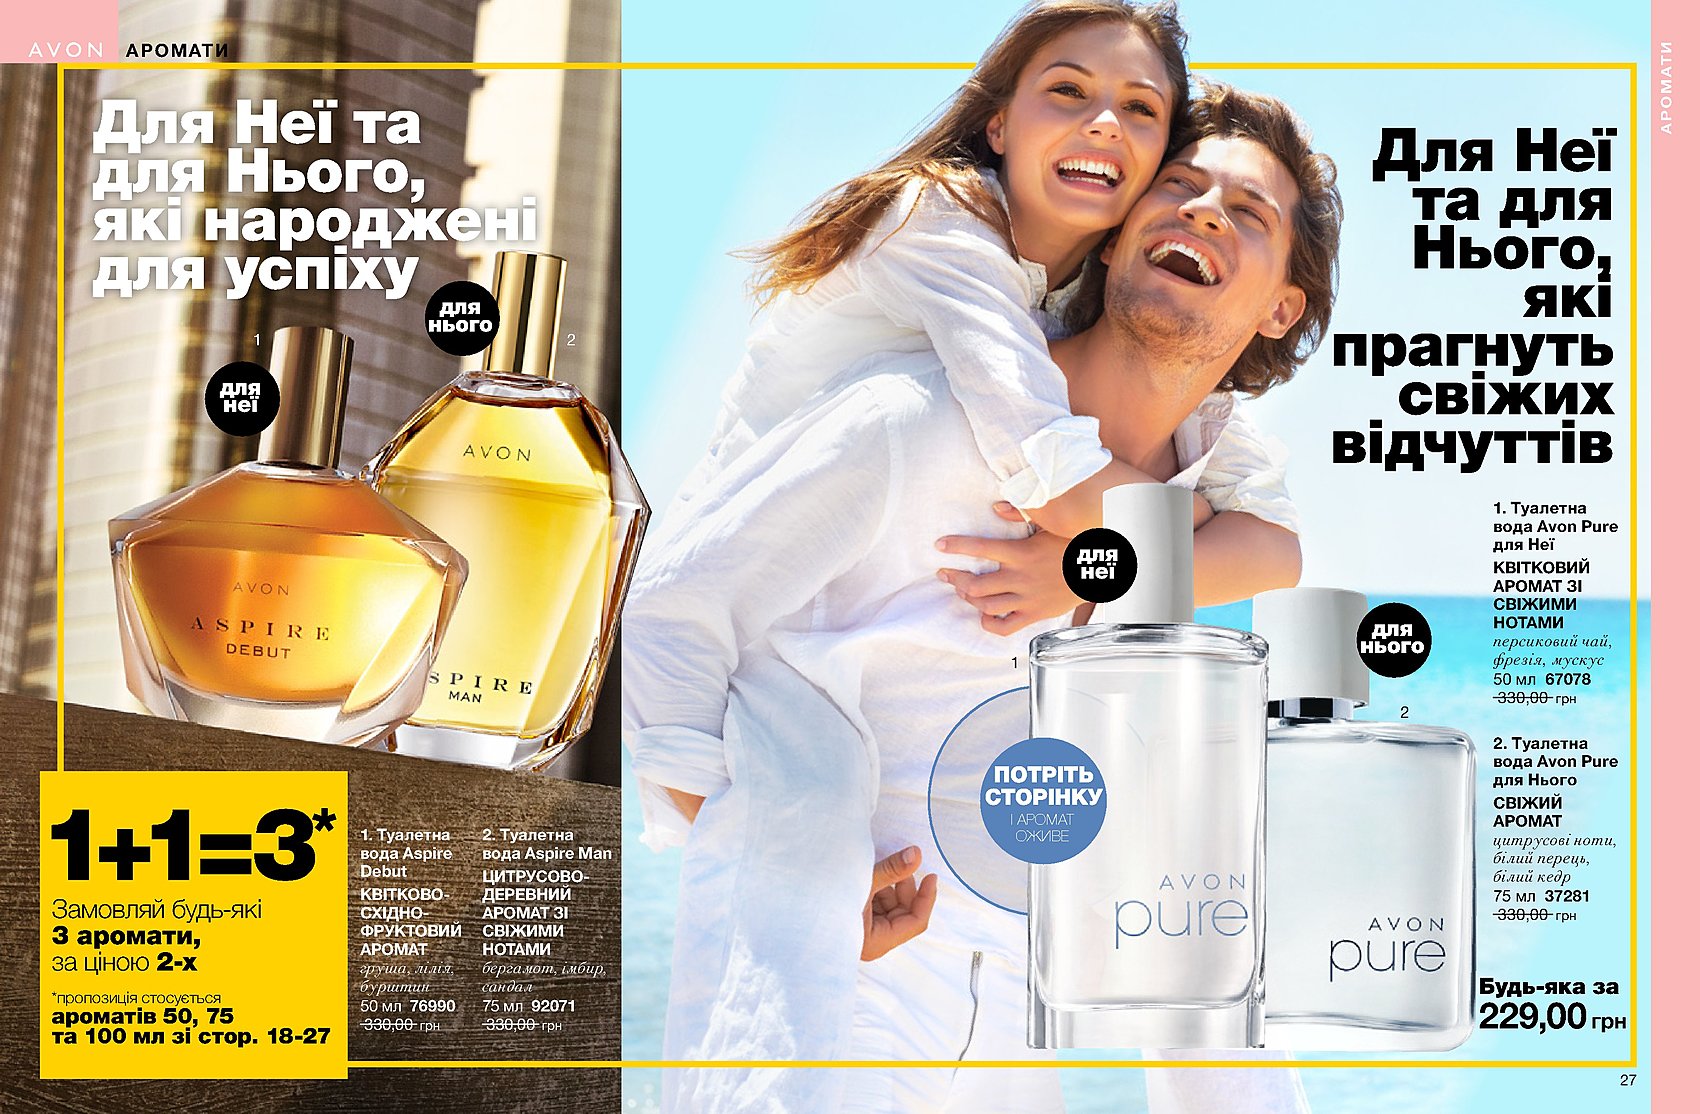 AVON АРОМАТИ
Для Неї та
для Нього,
які народжені
для успіху
для
нього
1
2
для
неї
AVON
AVON
ASPIRE
DEBUT
SPIRE
MAN
1+1=3*
Замовляй будь-які
3 аромати,
за ціною 2-х
*пропозиція стосується
ароматів 50, 75
та 100 мл зі стор. 18-27
1. Туалетна
вода Aspire
Debut
КВІТКОВО-
СХІДНО-
ФРУКТОВИЙ
АРОМАТ
груша, лілія,
бурштин
50 мл 76990
330,00 грн
2. Туалетна
вода Aspire Man
ЦИТРУСОВО-
ДЕРЕВНИЙ
АРОМАТ ЗІ
СВІЖИМИ
НОТАМИ
бергамот, імбир,
сандал
75 мл 92071
330,00 грн
АРОМАТИ
Для Неї
та для
Нього,
які
прагнуть
свіжих
відчуттів
для
неї
1
для
нього
2
ПОТРІТЬ
СТОРІНКУ
І АРОМАТ
ОЖИВЕ
AVON
pure
AVON
pure
1. Туалетна
вода Avon Pure
для Неї
КВІТКОВИЙ
АРОМАТ ЗІ
СВІЖИМИ
НОТАМИ
персиковий чай,
фрезія, мускус
50 мл 67078
330,00 грн
2. Туалетна
вода Avon Pure
для Нього
СВІЖИЙ
АРОМАТ
цитрусові ноти,
білий перець,
білий кедр
75 мл 37281
330,00 грн
Будь-яка за
229,00 грн
27